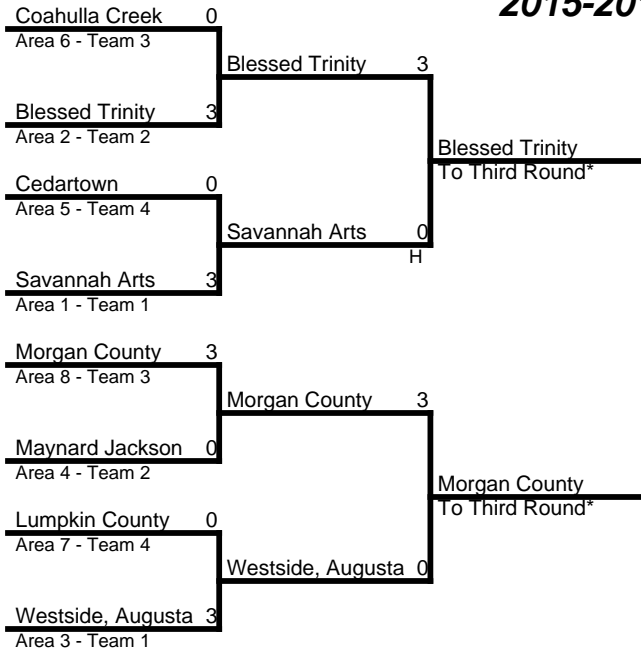 2015-201
Coahulla Creek 0
Area 6 - Team 3
Blessed Trinity 3
Blessed Trinity 3
Area 2 - Team 2
Blessed Trinity
To Third Round*
Cedartown 0
Area 5 - Team 4
Savannah Arts 0
H
Savannah Arts 3
Area 1 - Team 1
Morgan County 3
Area 8 - Team 3
Morgan County 3
Maynard Jackson 0
Area 4 - Team 2
Morgan County
To Third Round*
Lumpkin County 0
Area 7 - Team 4
Westside, Augusta 0
Westside, Augusta 3
Area 3 - Team 1